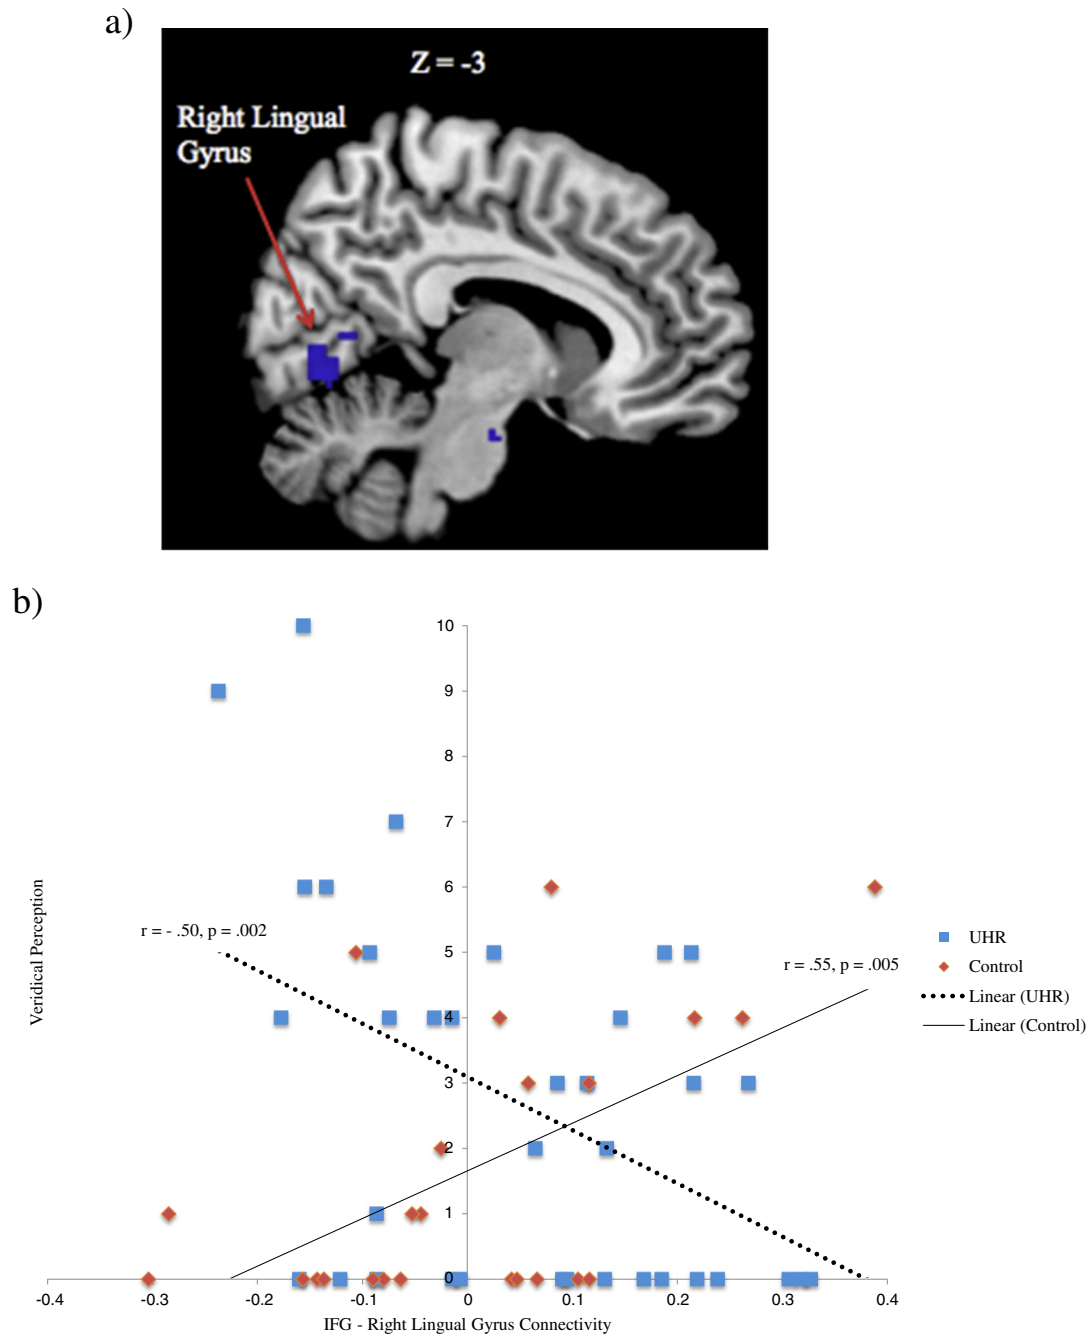 a)
Z = -3
Right Lingual
Gyrus
b)
10
9
8
7
6
5
4
3
2
1
0
Veridical Perception
r = - .50, p = .002
r = .55, p = .005
UHR
Control
Linear (UHR)
Linear (Control)
-0.4 -0.3 -0.2 -0.1 0 0.1 0.2 0.3 0.4
IFG - Right Lingual Gyrus Connectivity